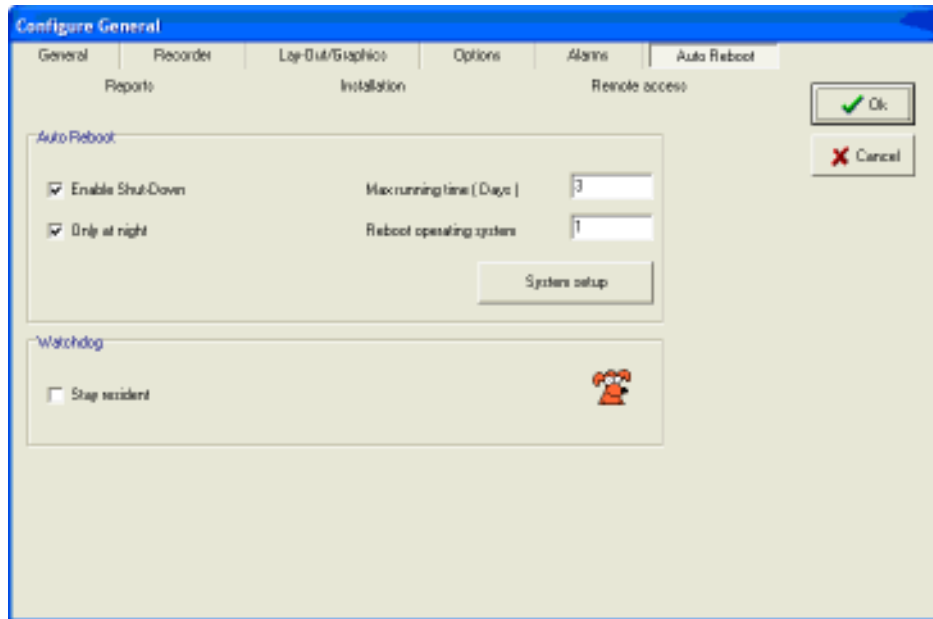 Configure General
General Recorder Lay-Out/Graphics Options Alarms Auto Reboot
Reports Installation Remote access
Ok
Cancel
Auto Reboot
Enable Shut-Down Max running time ( Days ) 3
Only at night Reboot operating system 1
System setup
Watchdog
Stay resident